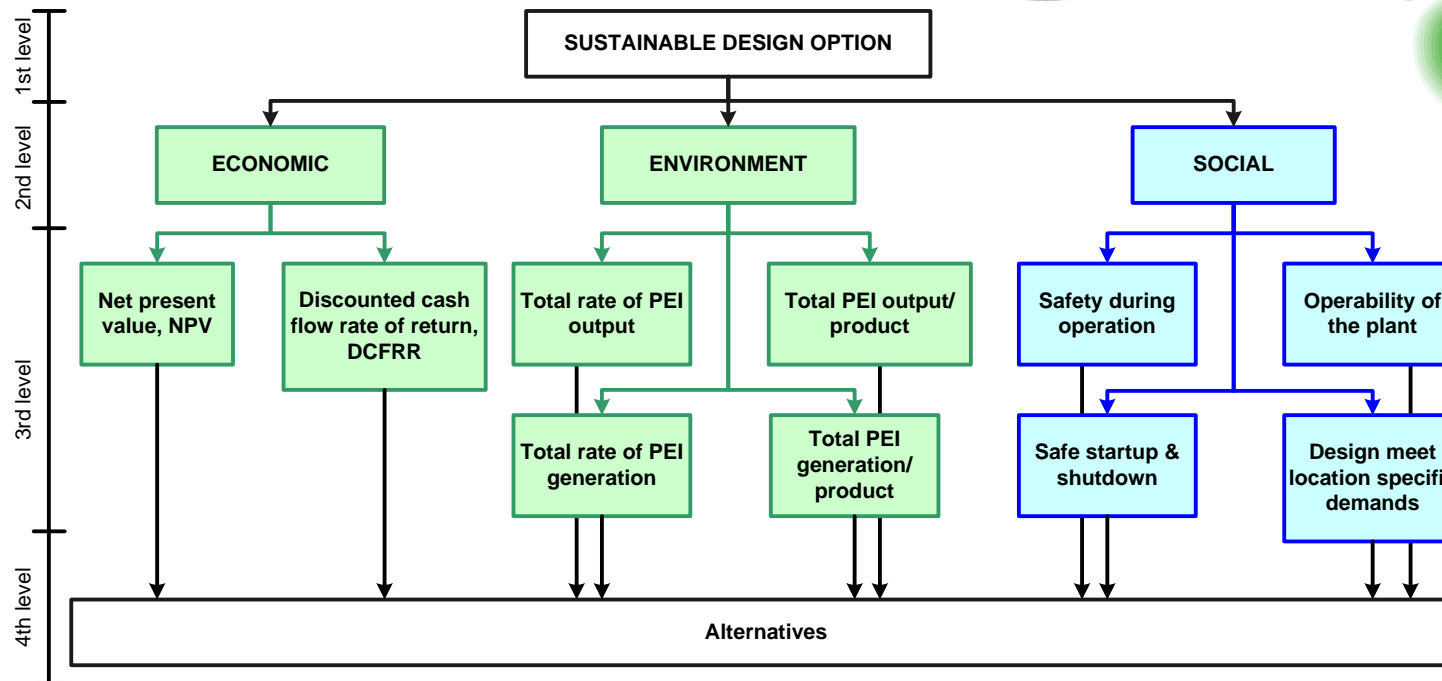 1st level
SUSTAINABLE DESIGN OPTION
2nd level
ECONOMIC
ENVIRONMENT
SOCIAL
3rd level
Net present
value, NPV
Discounted cash
flow rate of return,
DCFRR
Total rate of PEI
output
Total PEI output/
product
Safety during
operation
Operability of
the plant
Total rate of PEI
generation
Total PEI
generation/
product
Safe startup &
shutdown
Design meet
location specifi
demands
4th level
Alternatives